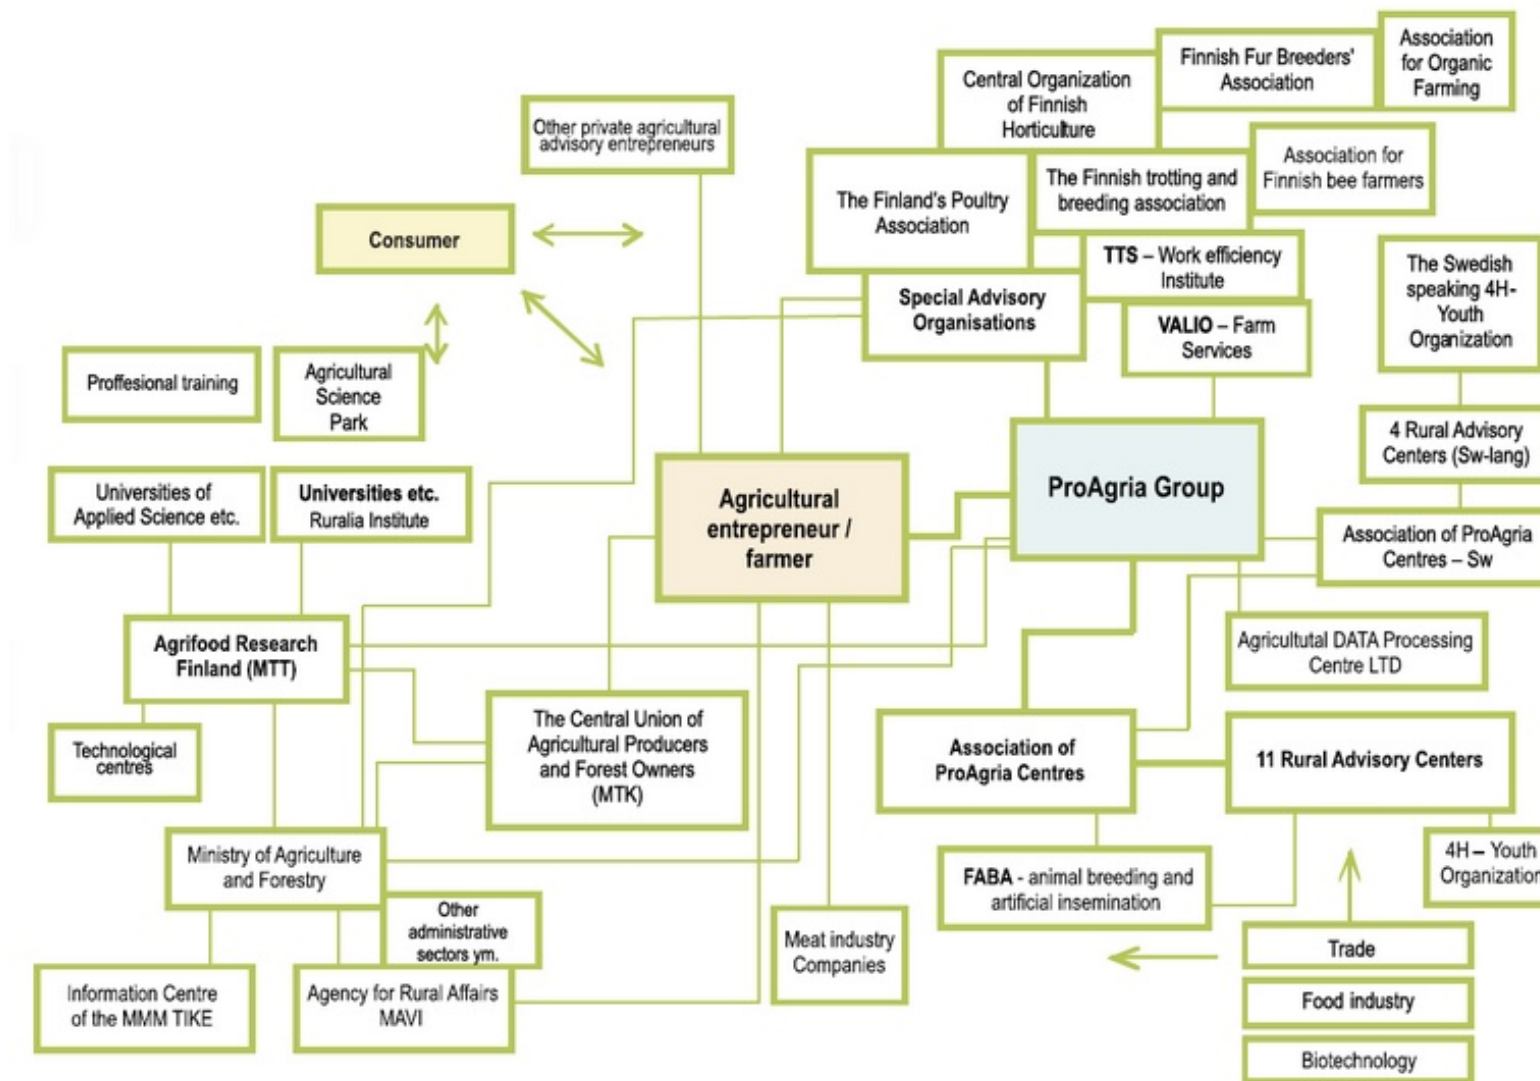 Finnish Fur Breeders'
Association
Association
for Organic
Farming
Central Organization
of Finnish
Horticulture
Other private agricultural
advisory entrepreneurs
Association for
Finnish bee farmers
The Finnish trotting and
breeding association
The Finland's Poultry
Association
Consumer
TTS – Work efficiency
Institute
The Swedish
speaking 4H-
Youth
Organization
Special Advisory
Organisations
VALIO – Farm
Services
Proffesional training
Agricultural
Science
Park
4 Rural Advisory
Centers (Sw-lang)
ProAgria Group
Universities of
Applied Science etc.
Universities etc.
Ruralia Institute
Agricultural
entrepreneur /
farmer
Association of ProAgria
Centres – Sw
Agrifood Research
Finland (MTT)
Agricultutal DATA Processing
Centre LTD
The Central Union of
Agricultural Producers
and Forest Owners
(MTK)
Technological
centres
Association of
ProAgria Centres
11 Rural Advisory Centers
Ministry of Agriculture
and Forestry
FABA - animal breeding and
artificial insemination
4H – Youth
Organization
Other
administrative
sectors ym.
Meat industry
Companies
Trade
Information Centre
of the MMM TIKE
Agency for Rural Affairs
MAVI
Food industry
Biotechnology